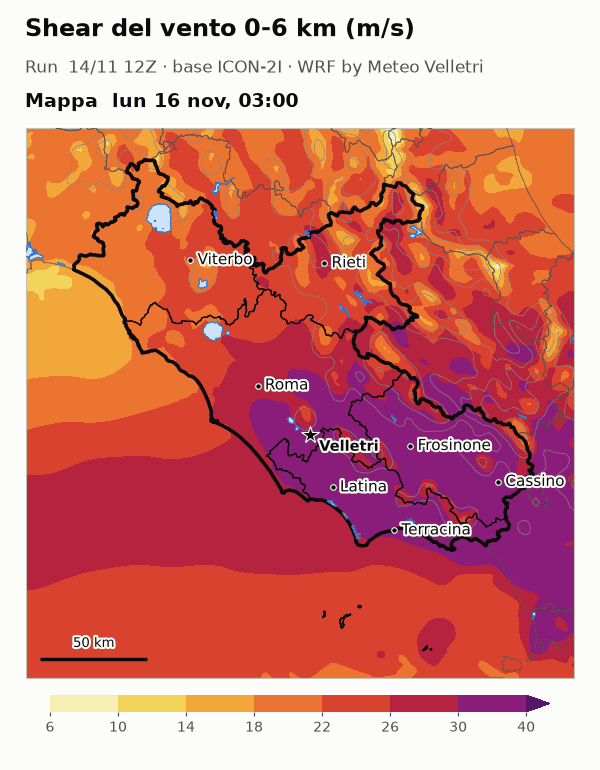 Shear del vento 0-6 km (m/s)
Run  14/11 12Z · base ICON-2I · WRF by Meteo Velletri
Mappa  lun 16 nov, 03:00
Viterbo
Rieti
Roma
Velletri
Frosinone
Latina
Cassino
Terracina
50 km
6 10 14 18 22 26 30 40